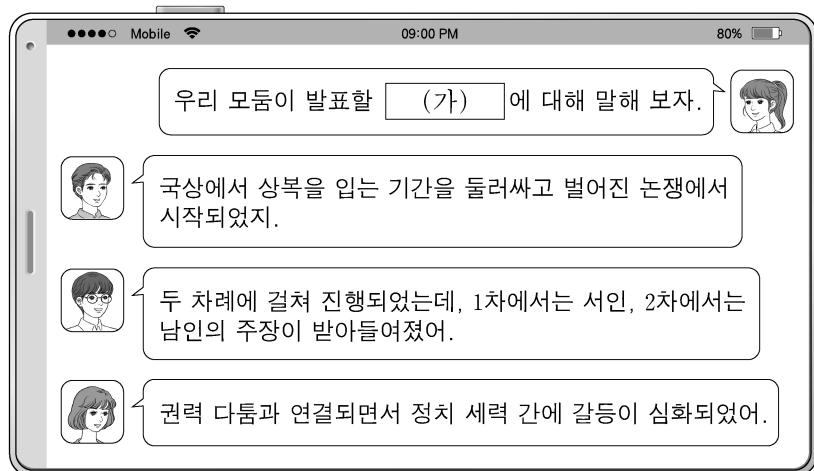 Mobile 09:00 PM 80%
우리 모둠이 발표할 (가) 에 대해 말해 보자.
국상에서 상복을 입는 기간을 둘러싸고 벌어진 논쟁에서
시작되었지.
두 차례에 걸쳐 진행되었는데, 1차에서는 서인, 2차에서는
남인의 주장이 받아들여졌어.
권력 다툼과 연결되면서 정치 세력 간에 갈등이 심화되었어.